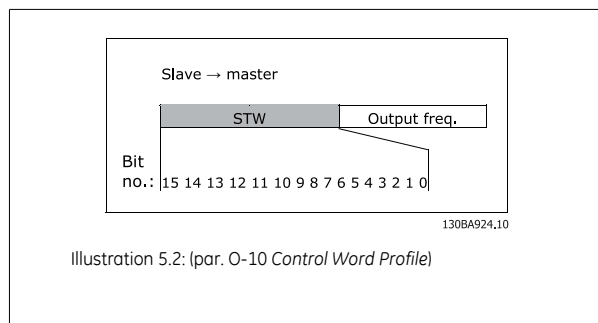 Slave → master
STW Output freq.
Bit
no.: 15 14 13 12 11 10 9 8 7 6 5 4 3 2 1 0
130BA924.10
Illustration 5.2: (par. O-10 Control Word Profile)